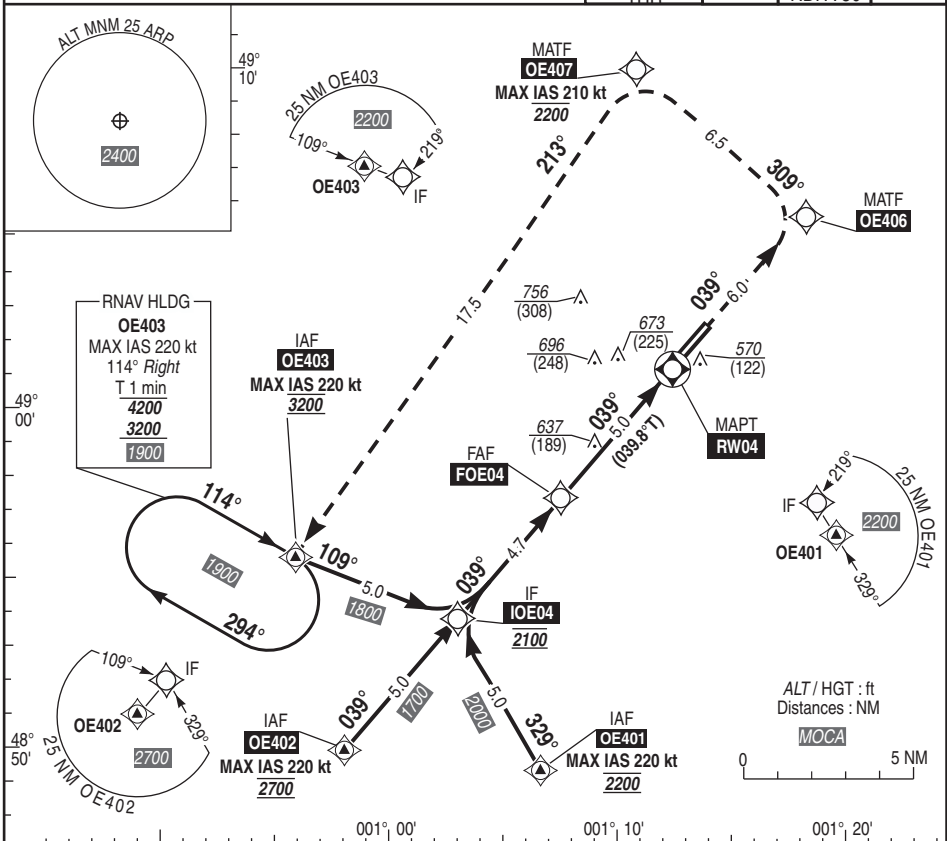 ALT MNM 25 ARP
2400
49°
10'
25 NM OE403
2200
109°
219°
OE403
IF
MATF
OE407
MAX IAS 210 kt
2200
213°
6.5
309°
MATF
OE406
17.5
RNAV HLDG
OE403
MAX IAS 220 kt
114° Right
T 1 min
4200
3200
1900
IAF
OE403
MAX IAS 220 kt
3200
756
(308)
696
(248)
673
(225)
570
(122)
637
(189)
039°
6.0
49°
00'
039°
5.0
(039.8°T)
MAPT
RW04
FAF
FOE04
219°
IF
25 NM OE401
2200
OE401
329°
114°
1900
294°
109°
5.0
1800
039°
4.7
IF
IOE04
2100
109°
IF
OE402
329°
2700
25 NM OE402
48°
50'
039°
5.0
1700
IAF
OE402
MAX IAS 220 kt
2700
5.0
2000
329°
IAF
OE401
MAX IAS 220 kt
2200
ALT / HGT : ft
Distances : NM
MOCA
0
5 NM
001° 00'
001° 10'
001° 20'